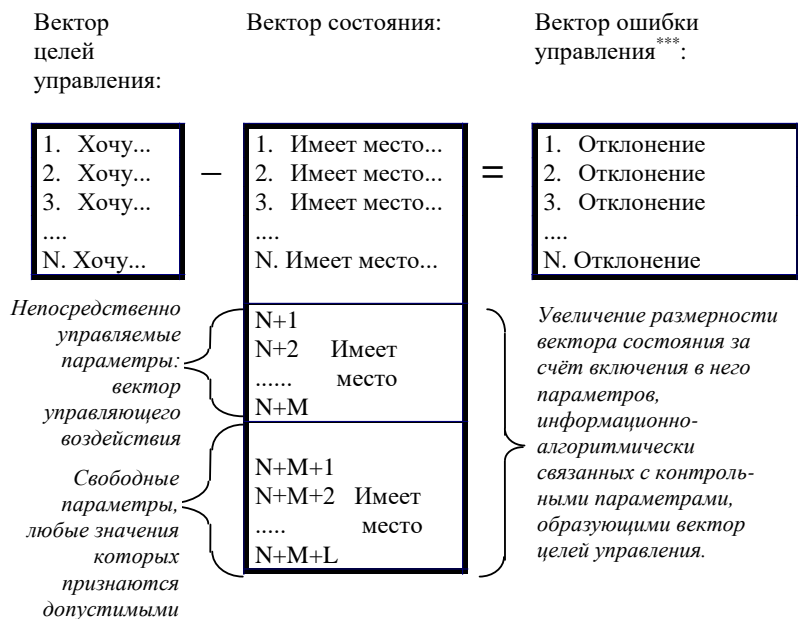 Вектор
целей
управления:
Вектор состояния:
Вектор ошибки
управления***:
1. Хочу...
2. Хочу...
3. Хочу...
....
N. Хочу...
–
1. Имеет место...
2. Имеет место...
3. Имеет место...
....
N. Имеет место...
=
1. Отклонение
2. Отклонение
3. Отклонение
....
N. Отклонение
Непосредственно
управляемые
параметры:
вектор
управляющего
воздействия
N+1
N+2 Имеет
...... место
N+M
Свободные
параметры,
любые значения
которых
признаются
допустимыми
N+M+1
N+M+2 Имеет
..... место
N+M+L
Увеличение размерности
вектора состояния за
счёт включения в него
параметров,
информационно-
алгоритмически
связанных с контроль-
ными параметрами,
образующими вектор
целей управления.